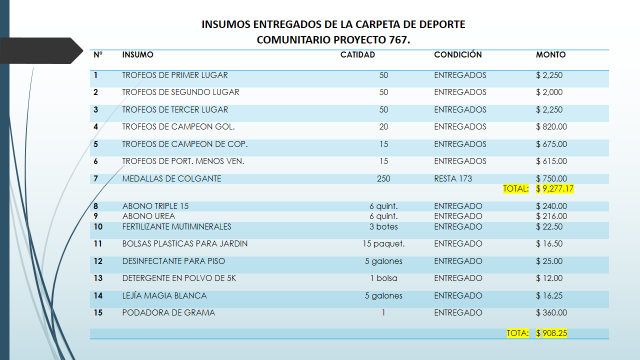 INSUMOS ENTREGADOS DE LA CARPETA DE DEPORTE
COMUNITARIO PROYECTO 767.
Nº INSUMO CATIDAD CONDICIÓN MONTO
1 TROFEOS DE PRIMER LUGAR 50 ENTREGADOS $ 2,250
2 TROFEOS DE SEGUNDO LUGAR 50 ENTREGADOS $ 2,000
3 TROFEOS DE TERCER LUGAR 50 ENTREGADOS $ 2,250
4 TROFEOS DE CAMPEON GOL. 20 ENTREGADOS $ 820.00
5 TROFEOS DE CAMPEON DE COP. 15 ENTREGADOS $ 675.00
6 TROFEOS DE PORT. MENOS VEN. 15 ENTREGADOS $ 615.00
7 MEDALLAS DE COLGANTE 250 RESTA 173 $ 750.00
TOTAL: $ 9,277.17
8 ABONO TRIPLE 15 6 quint. ENTREGADO $ 240.00
9 ABONO UREA 6 quint. ENTREGADO $ 216.00
10 FERTILIZANTE MUTIMINERALES 3 botes ENTREGADO $ 22.50
11 BOLSAS PLASTICAS PARA JARDIN 15 paquet. ENTREGADO $ 16.50
12 DESINFECTANTE PARA PISO 5 galones ENTREGADO $ 25.00
13 DETERGENTE EN POLVO DE 5K 1 bolsa ENTREGADO $ 12.00
14 LEJÍA MAGIA BLANCA 5 galones ENTREGADO $ 16.25
15 PODADORA DE GRAMA 1 ENTREGADO $ 360.00
TOTA: $ 908.25